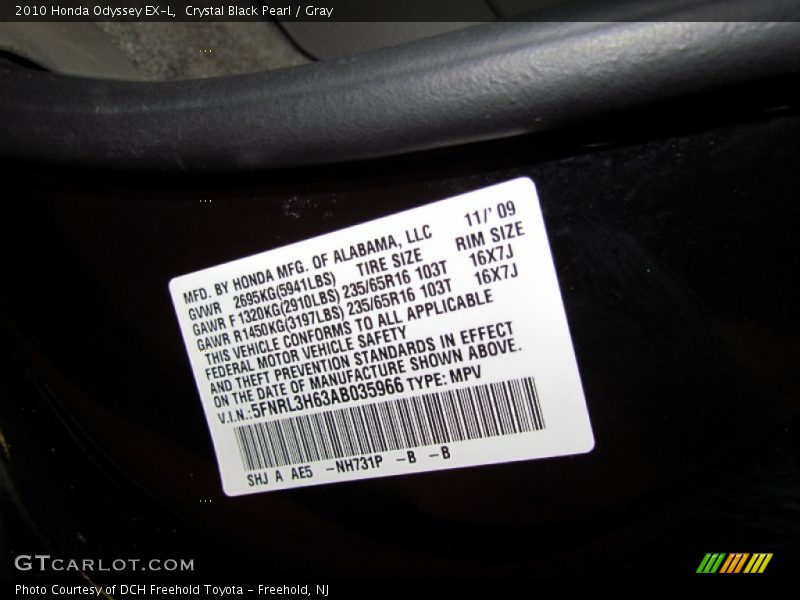 2010 Honda Odyssey EX-L, Crystal Black Pearl / Gray
MFD. BY HONDA MFG. OF ALABAMA, LLC 11/' 09
GVWR 2695KG(5941LBS) TIRE SIZE RIM SIZE
GAWR F 1320KG(2910LBS) 235/65R16 103T 16X7J
GAWR R1450KG(3197LBS) 235/65R16 103T 16X7J
THIS VEHICLE CONFORMS TO ALL APPLICABLE
FEDERAL MOTOR VEHICLE SAFETY
AND THEFT PREVENTION STANDARDS IN EFFECT
ON THE DATE OF MANUFACTURE SHOWN ABOVE.
V.I.N.:5FNRL3H63AB035966 TYPE: MPV
SHJ A AE5 -NH731P -B -B
GTCARLOT.COM
Photo Courtesy of DCH Freehold Toyota - Freehold, NJ